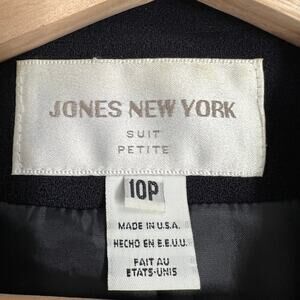 JONES NEW YORK
SUIT
PETITE
10P
MADE IN U.S.A.
HECHO EN E.E.U.U.
FAIT AU
ETATS-UNIS